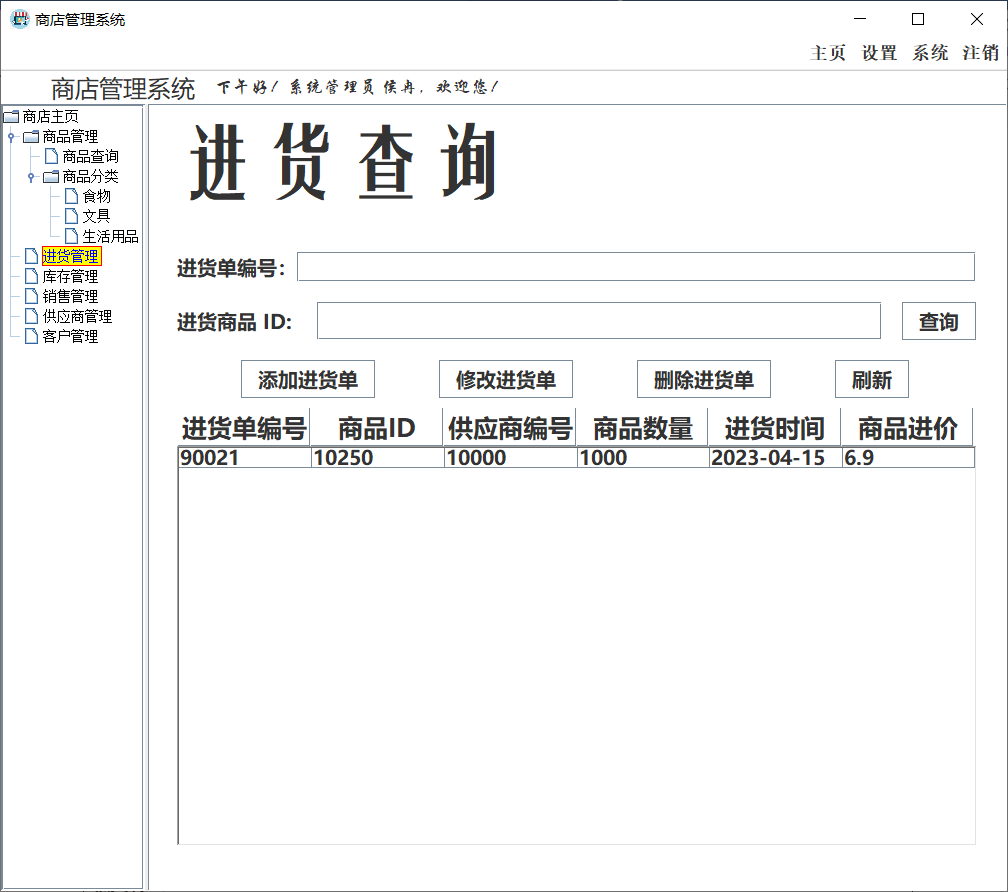 商店管理系统
主页 设置 系统 注销
商店管理系统 下午好！系统管理员侯冉，欢迎您！
商店主页
商品管理
商品查询
商品分类
食物
文具
生活用品
进货管理
库存管理
销售管理
供应商管理
客户管理
进货查询
进货单编号：
进货商品 ID: 查询
添加进货单 修改进货单 删除进货单 刷新
进货单编号 商品ID 供应商编号 商品数量 进货时间 商品进价
90021 10250 10000 1000 2023-04-15 6.9